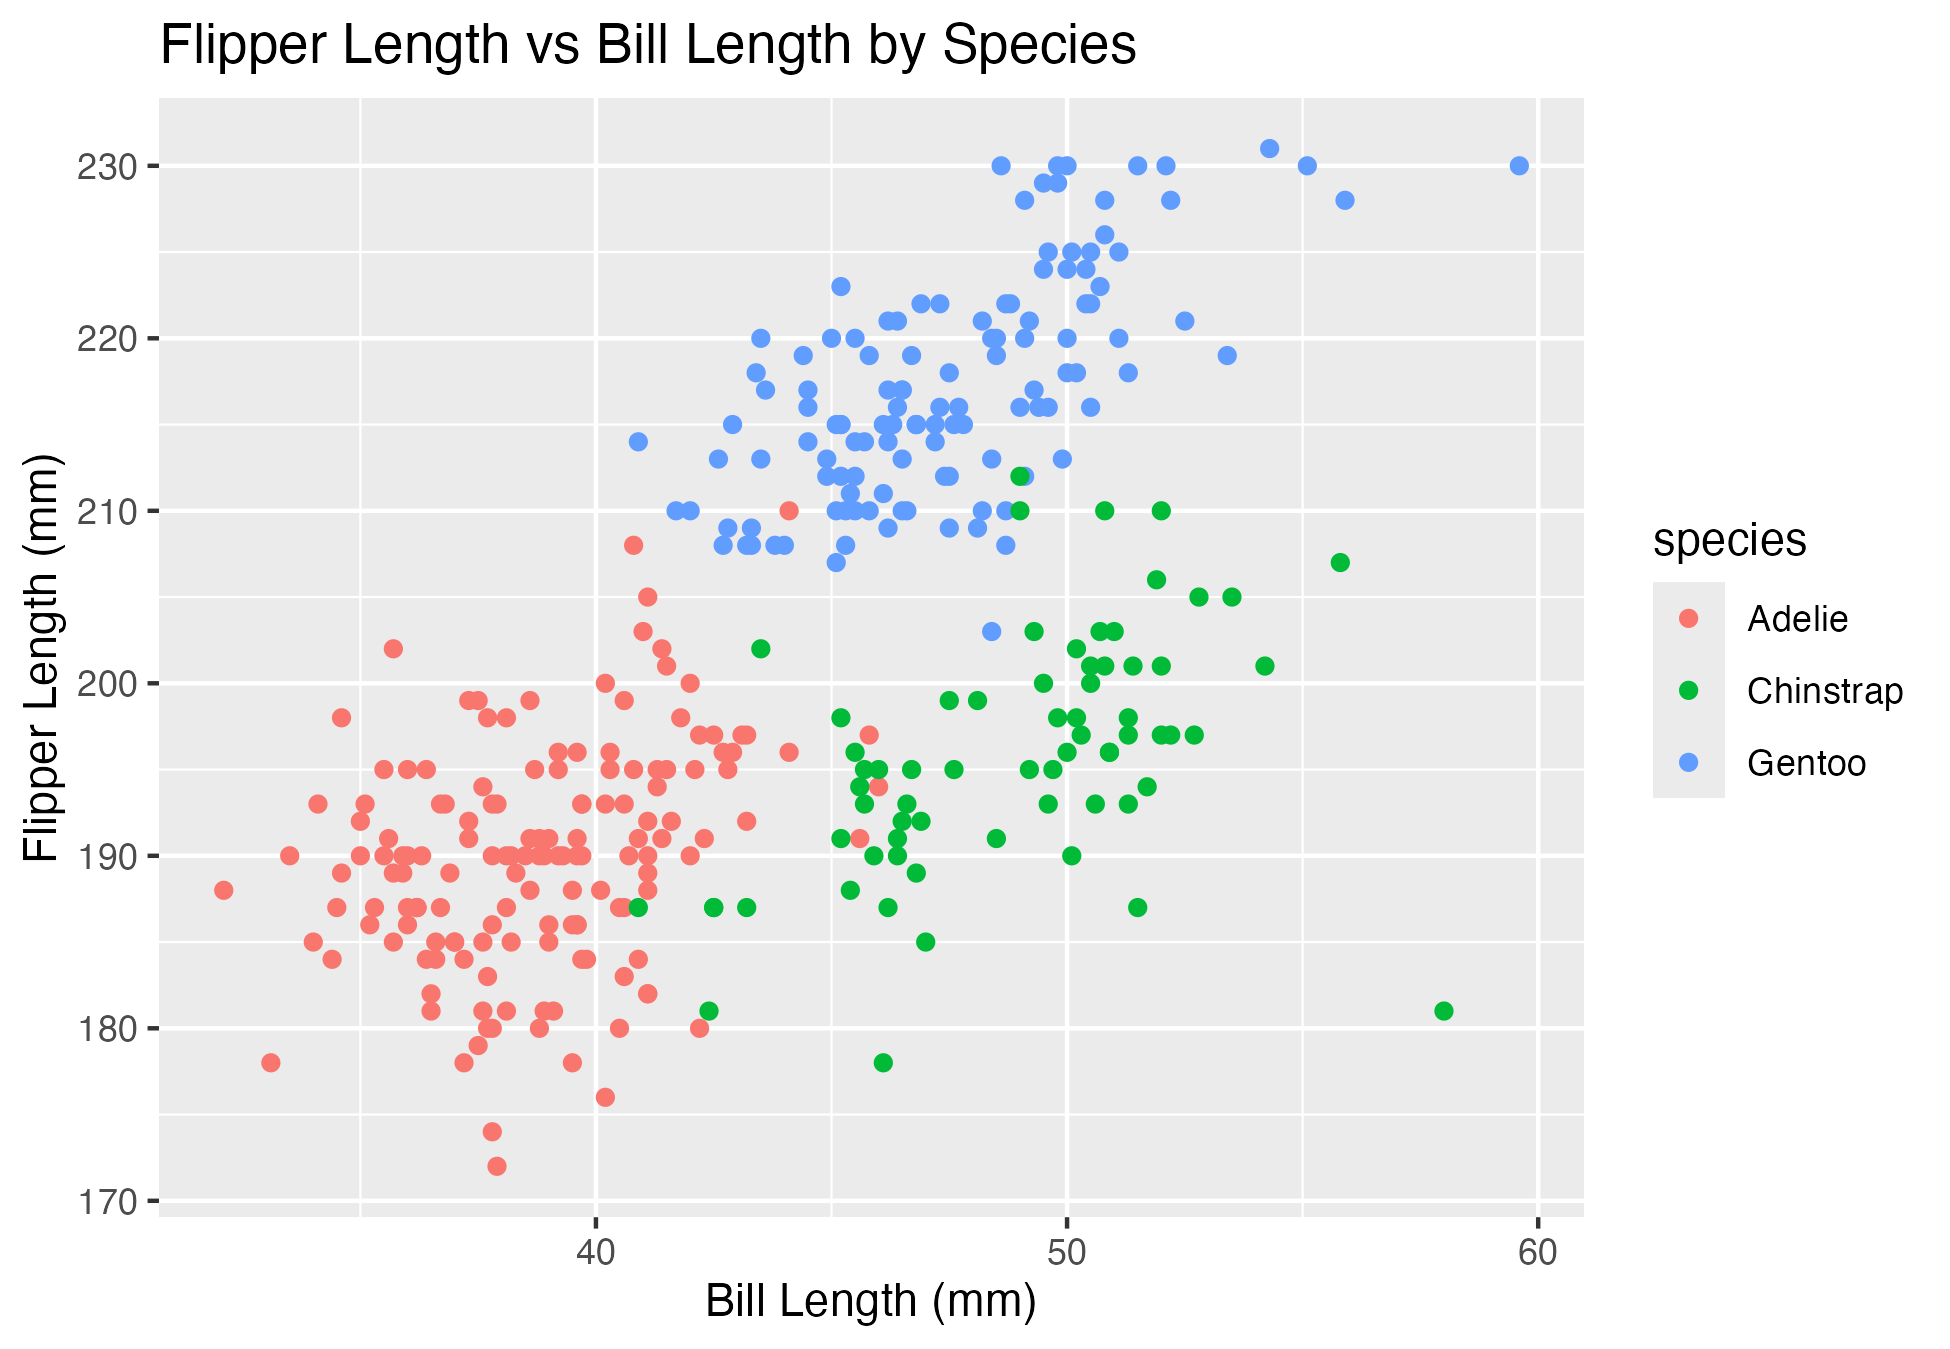 Flipper Length vs Bill Length by Species
Flipper Length (mm)
230
220
210
200
190
180
170
40 50 60
Bill Length (mm)
species
Adelie
Chinstrap
Gentoo